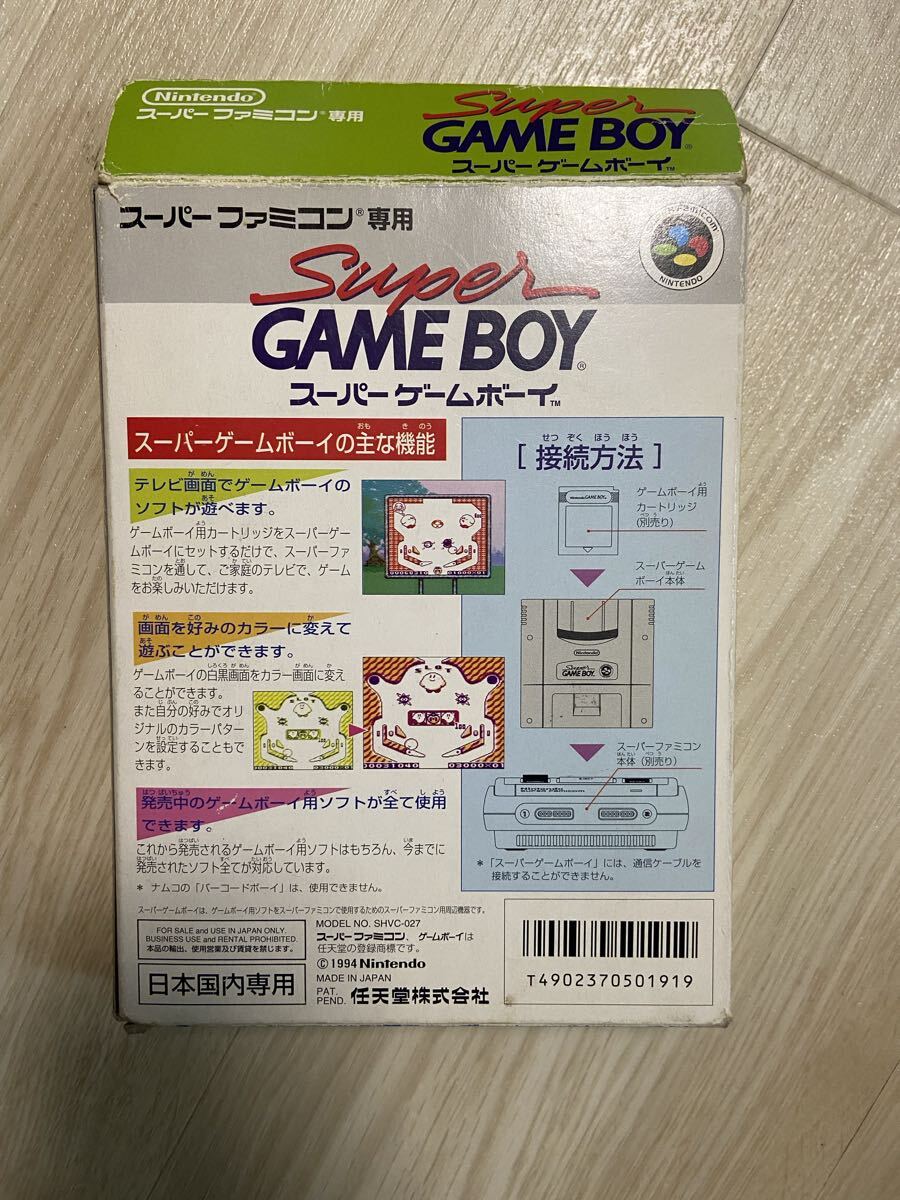 Nintendo
スーパーファミコン®専用
Super
GAME BOY®
スーパーゲームボーイ™
スーパーファミコン®専用
NINTENDO
Super
GAME BOY®
スーパーゲームボーイ™
スーパーゲームボーイの主な機能
テレビ画面でゲームボーイの
ソフトが遊べます。
ゲームボーイ用カートリッジをスーパーゲー
ムボーイにセットするだけで、スーパーファ
ミコンを通して、ご家庭のテレビで、ゲーム
をお楽しみいただけます。
画面を好みのカラーに変えて
遊ぶことができます。
ゲームボーイの白黒画面をカラー画面に変え
ることができます。
また自分の好みでオリ
ジナルのカラーパター
ンを設定することもで
きます。
発売中のゲームボーイ用ソフトが全て使用
できます。
これから発売されるゲームボーイ用ソフトはもちろん、今までに
発売されたソフト全てが対応しています。
* ナムコの「バーコードボーイ」は、使用できません。
[接続方法]
ゲームボーイ用
カートリッジ
(別売り)
Nintendo GAME BOY
スーパーゲーム
ボーイ本体
Nintendo
Super
GAME BOY
スーパーファミコン
本体(別売り)
* 「スーパーゲームボーイ」には、通信ケーブルを
接続することができません。
スーパーゲームボーイは、ゲームボーイ用ソフトをスーパーファミコンで使用するためのスーパーファミコン用周辺機器です。
FOR SALE and USE IN JAPAN ONLY.
BUSINESS USE and RENTAL PROHIBITED.
本品の輸出、使用営業及び賃貸を禁じます。
日本国内専用
MODEL NO. SHVC-027
スーパーファミコン、ゲームボーイは
任天堂の登録商標です。
©1994 Nintendo
MADE IN JAPAN
PAT. PEND. 任天堂株式会社
T4902370501919